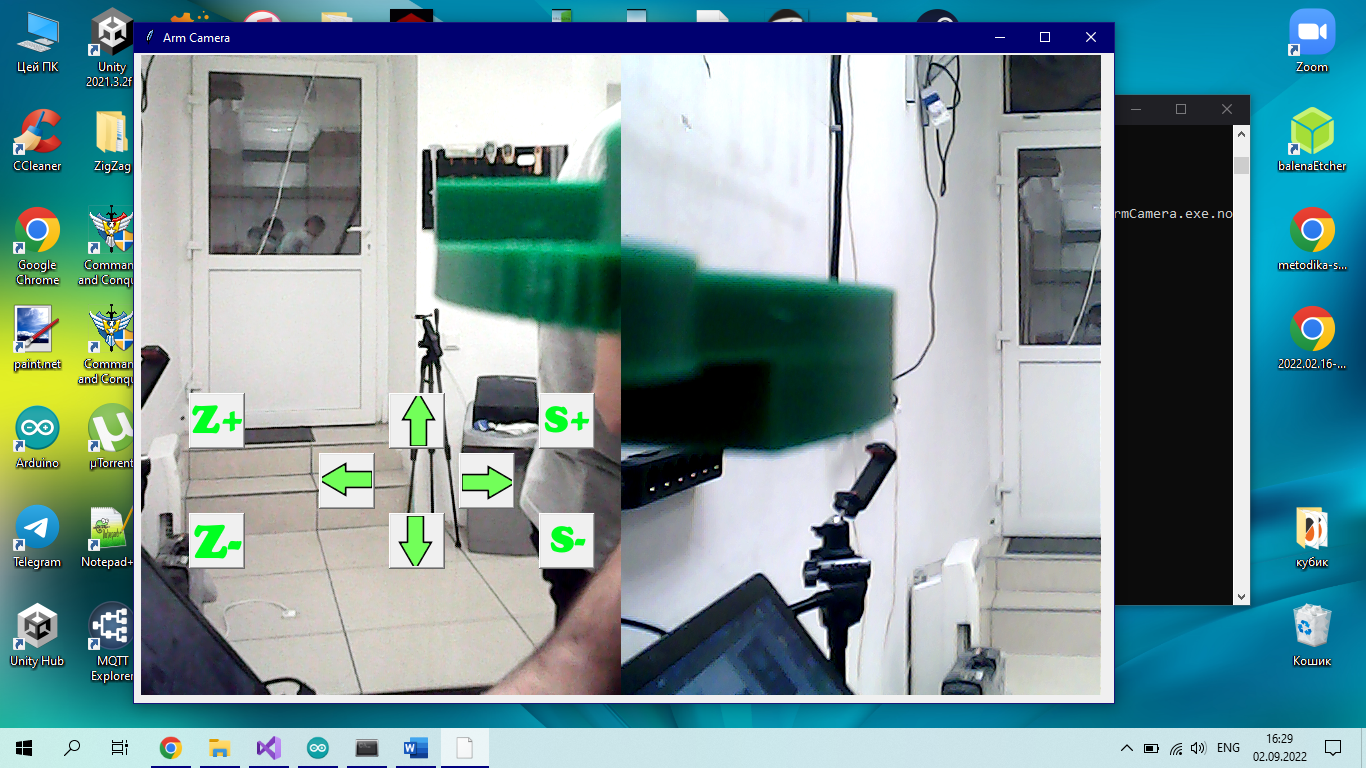 Arm Camera
Цей ПК
Unity
2021.3.2f
CCleaner
ZigZag
Google
Chrome
Comman
and Conqu
paint.net
Comman
and Conqu
Arduino
µTorrent
Telegram
Notepad+
Unity Hub
MQTT
Explorer
Z+
S+
Z-
S-
rmCamera.exe.no
Zoom
balenaEtcher
metodika-s...
2022.02.16-...
кубик
Кошик
ENG
16:29
02.09.2022